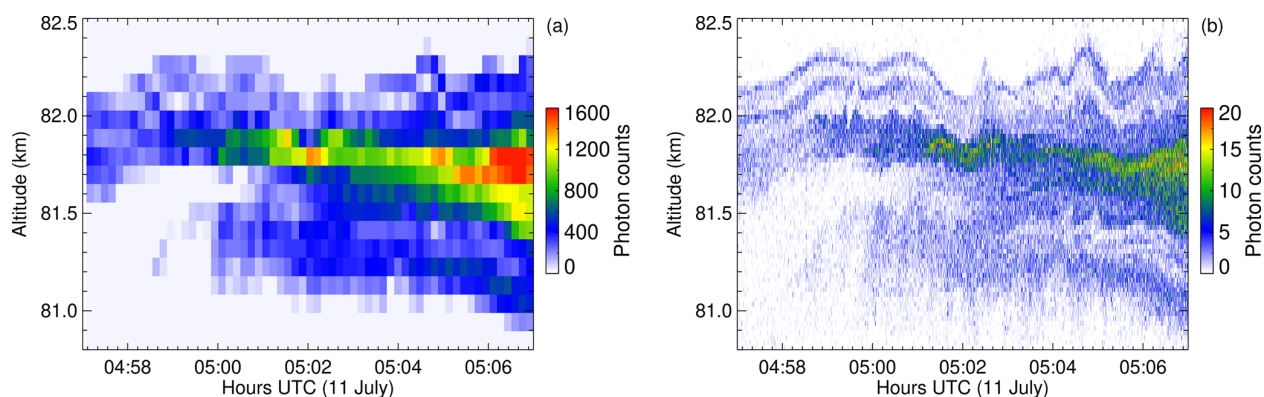 (a)
82.5
82.0
81.5
81.0
Altitude (km)
04:58 05:00 05:02 05:04 05:06
Hours UTC (11 July)
1600
1200
800
400
0
Photon counts
(b)
82.5
82.0
81.5
81.0
Altitude (km)
04:58 05:00 05:02 05:04 05:06
Hours UTC (11 July)
20
15
10
5
0
Photon counts